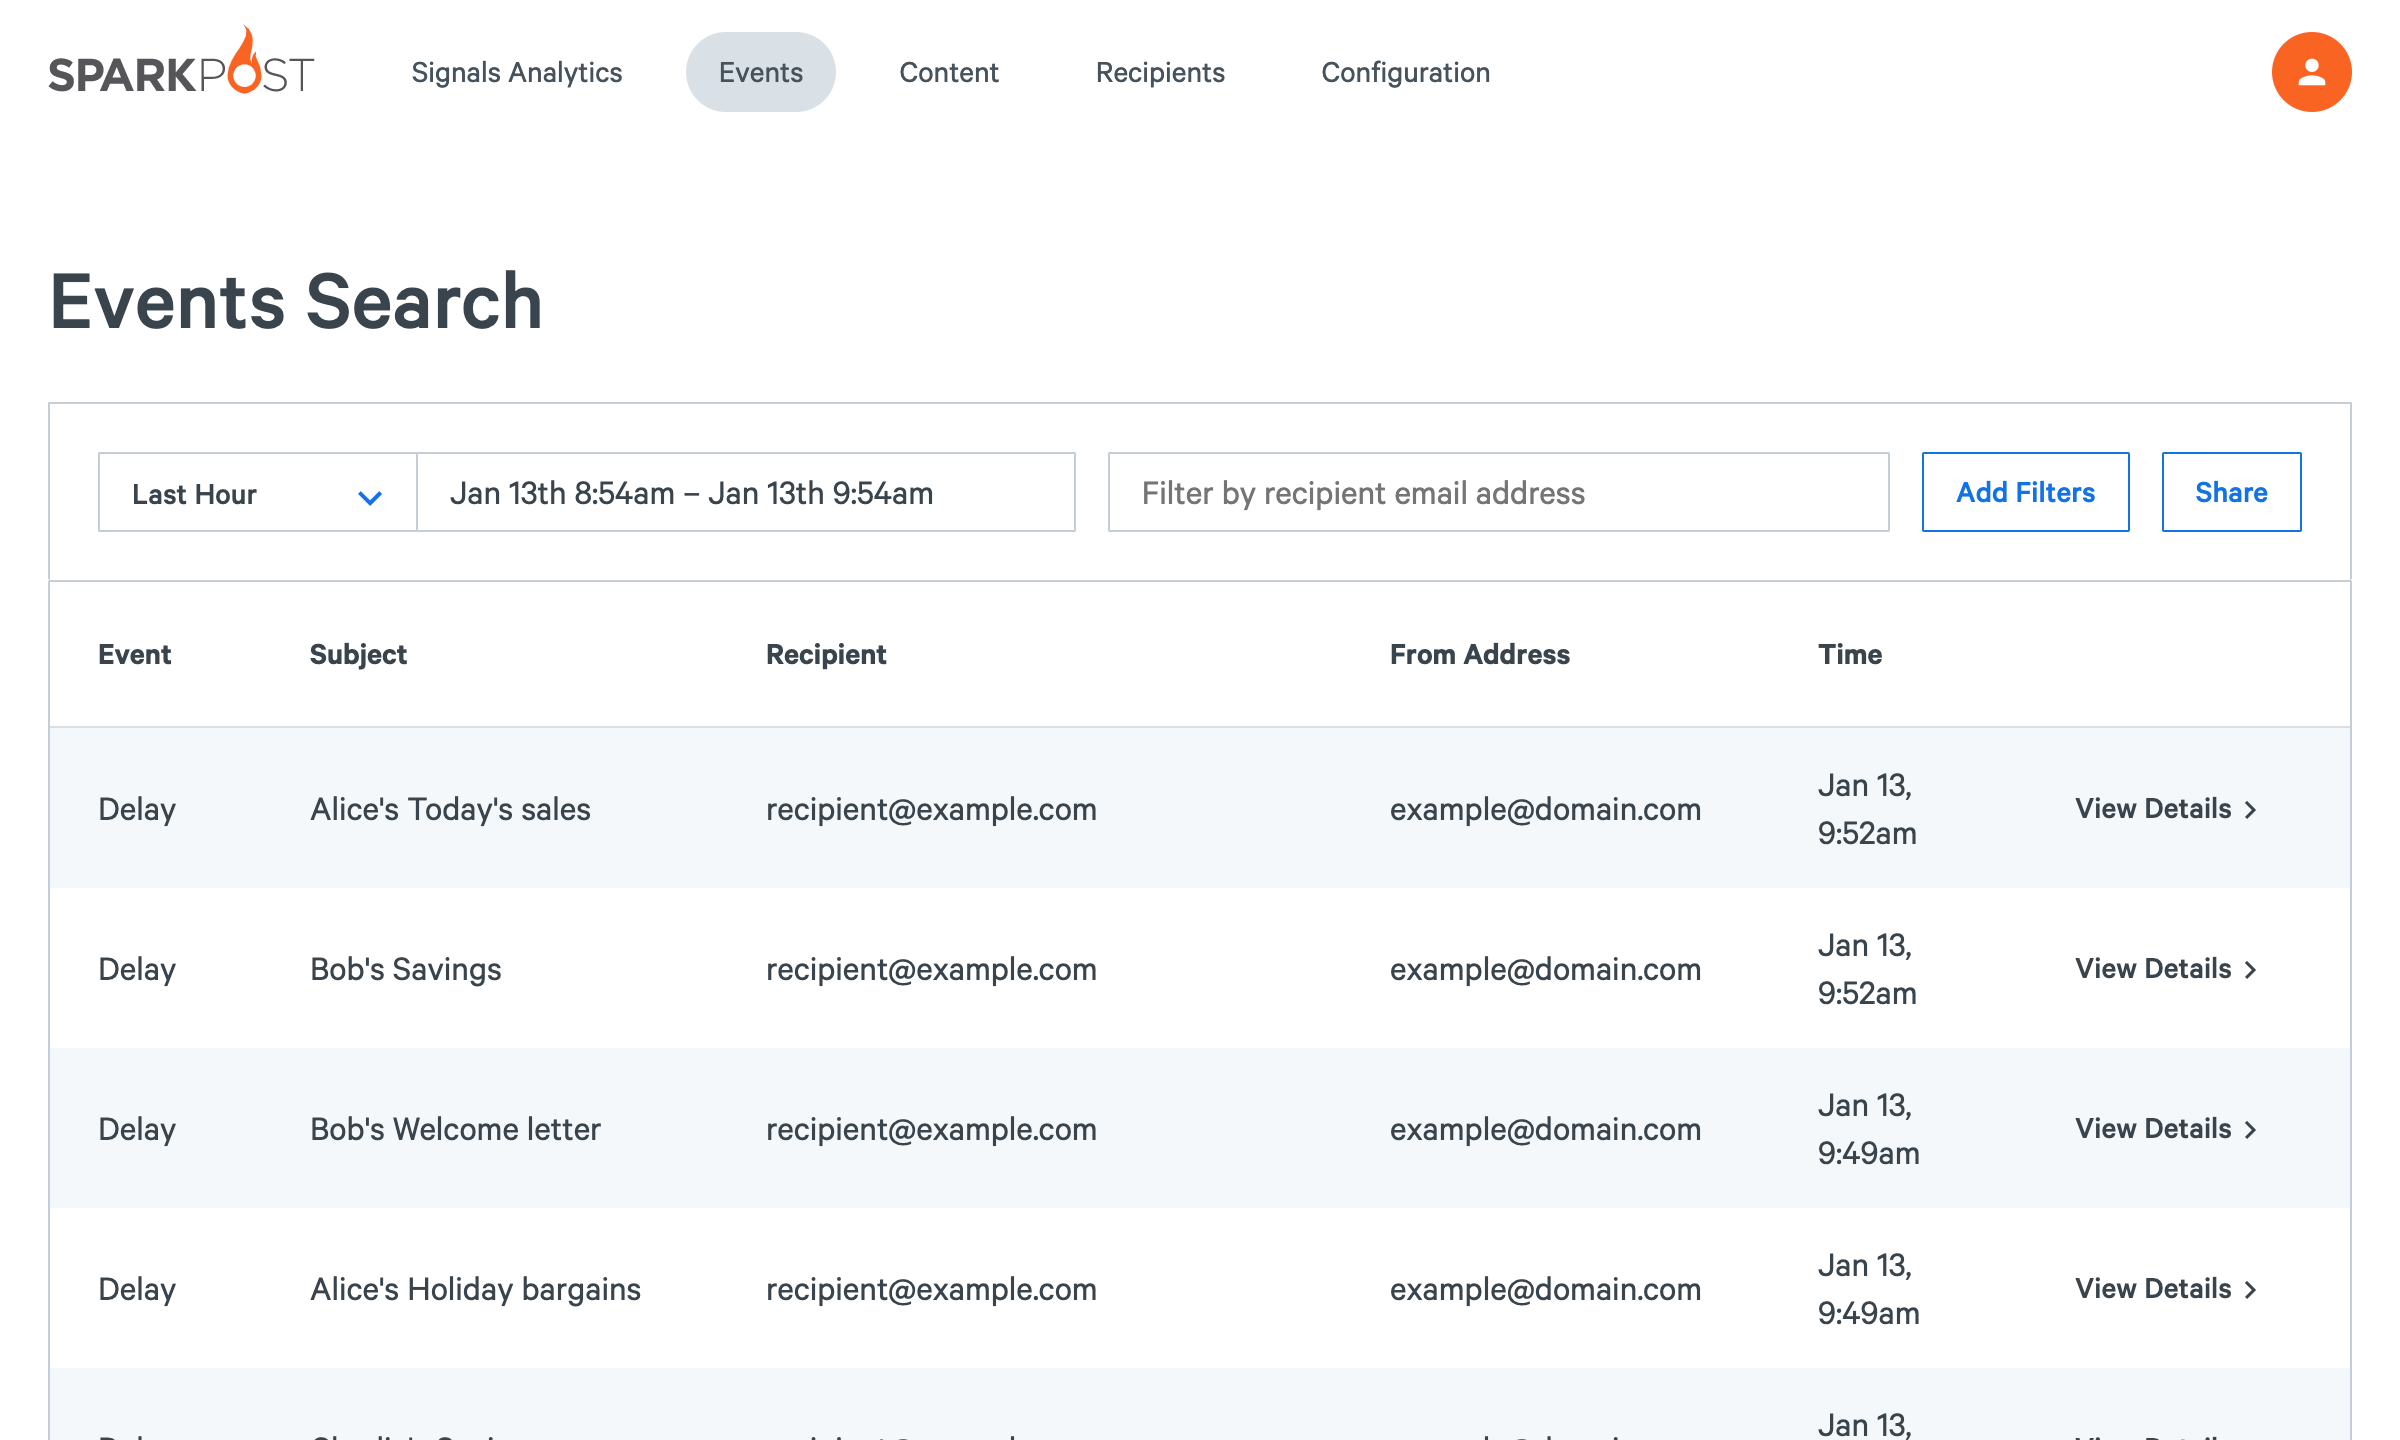 SPARKPOST Signals Analytics Events Content Recipients Configuration
Events Search
Last Hour Jan 13th 8:54am – Jan 13th 9:54am Filter by recipient email address Add Filters Share
Event Subject Recipient From Address Time
Delay Alice's Today's sales recipient@example.com example@domain.com Jan 13, 9:52am View Details
Delay Bob's Savings recipient@example.com example@domain.com Jan 13, 9:52am View Details
Delay Bob's Welcome letter recipient@example.com example@domain.com Jan 13, 9:49am View Details
Delay Alice's Holiday bargains recipient@example.com example@domain.com Jan 13, 9:49am View Details
Jan 13,